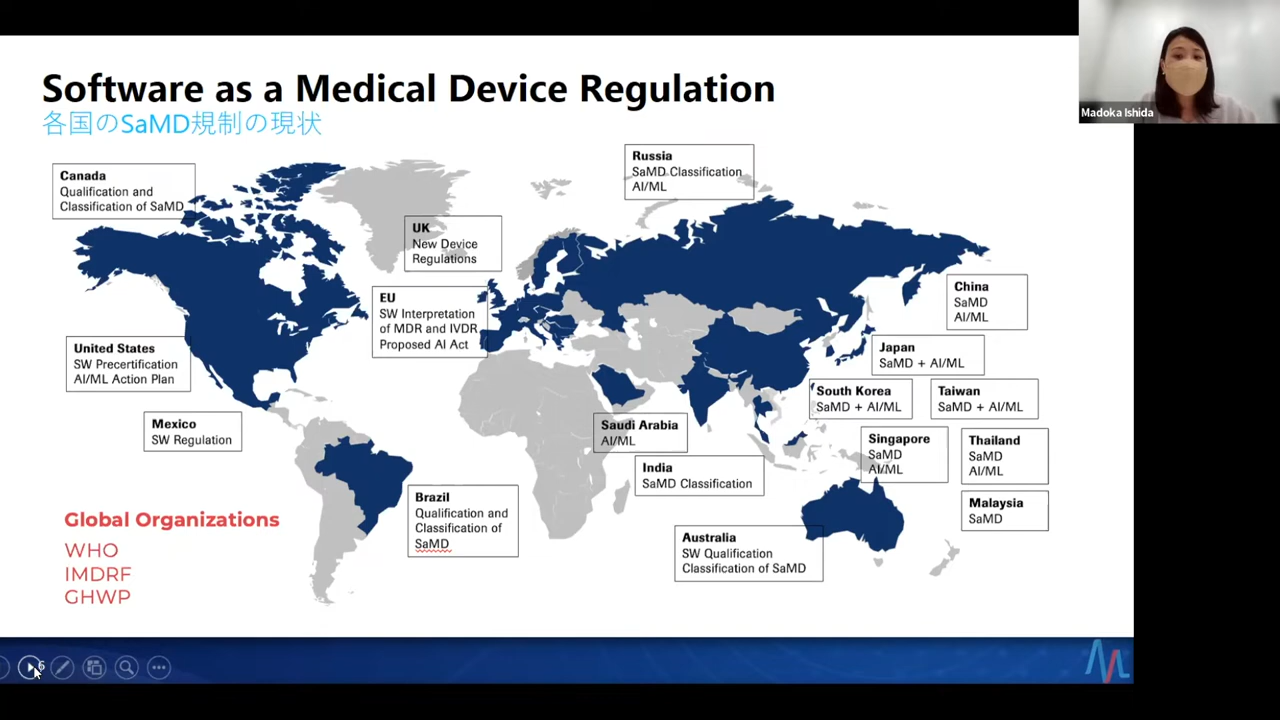 Software as a Medical Device Regulation
各国のSaMD規制の現状
Madoka Ishida
Canada
Qualification and
Classification of SaMD
Russia
SaMD Classification
AI/ML
UK
New Device
Regulations
EU
SW Interpretation
of MDR and IVDR
Proposed AI Act
China
SaMD
AI/ML
United States
SW Precertification
AI/ML Action Plan
Japan
SaMD + AI/ML
South Korea
SaMD + AI/ML
Taiwan
SaMD + AI/ML
Mexico
SW Regulation
Saudi Arabia
AI/ML
Singapore
SaMD
AI/ML
Thailand
SaMD
AI/ML
India
SaMD Classification
Brazil
Qualification and
Classification of
SaMD
Malaysia
SaMD
Australia
SW Qualification
Classification of SaMD
Global Organizations
WHO
IMDRF
GHWP
6